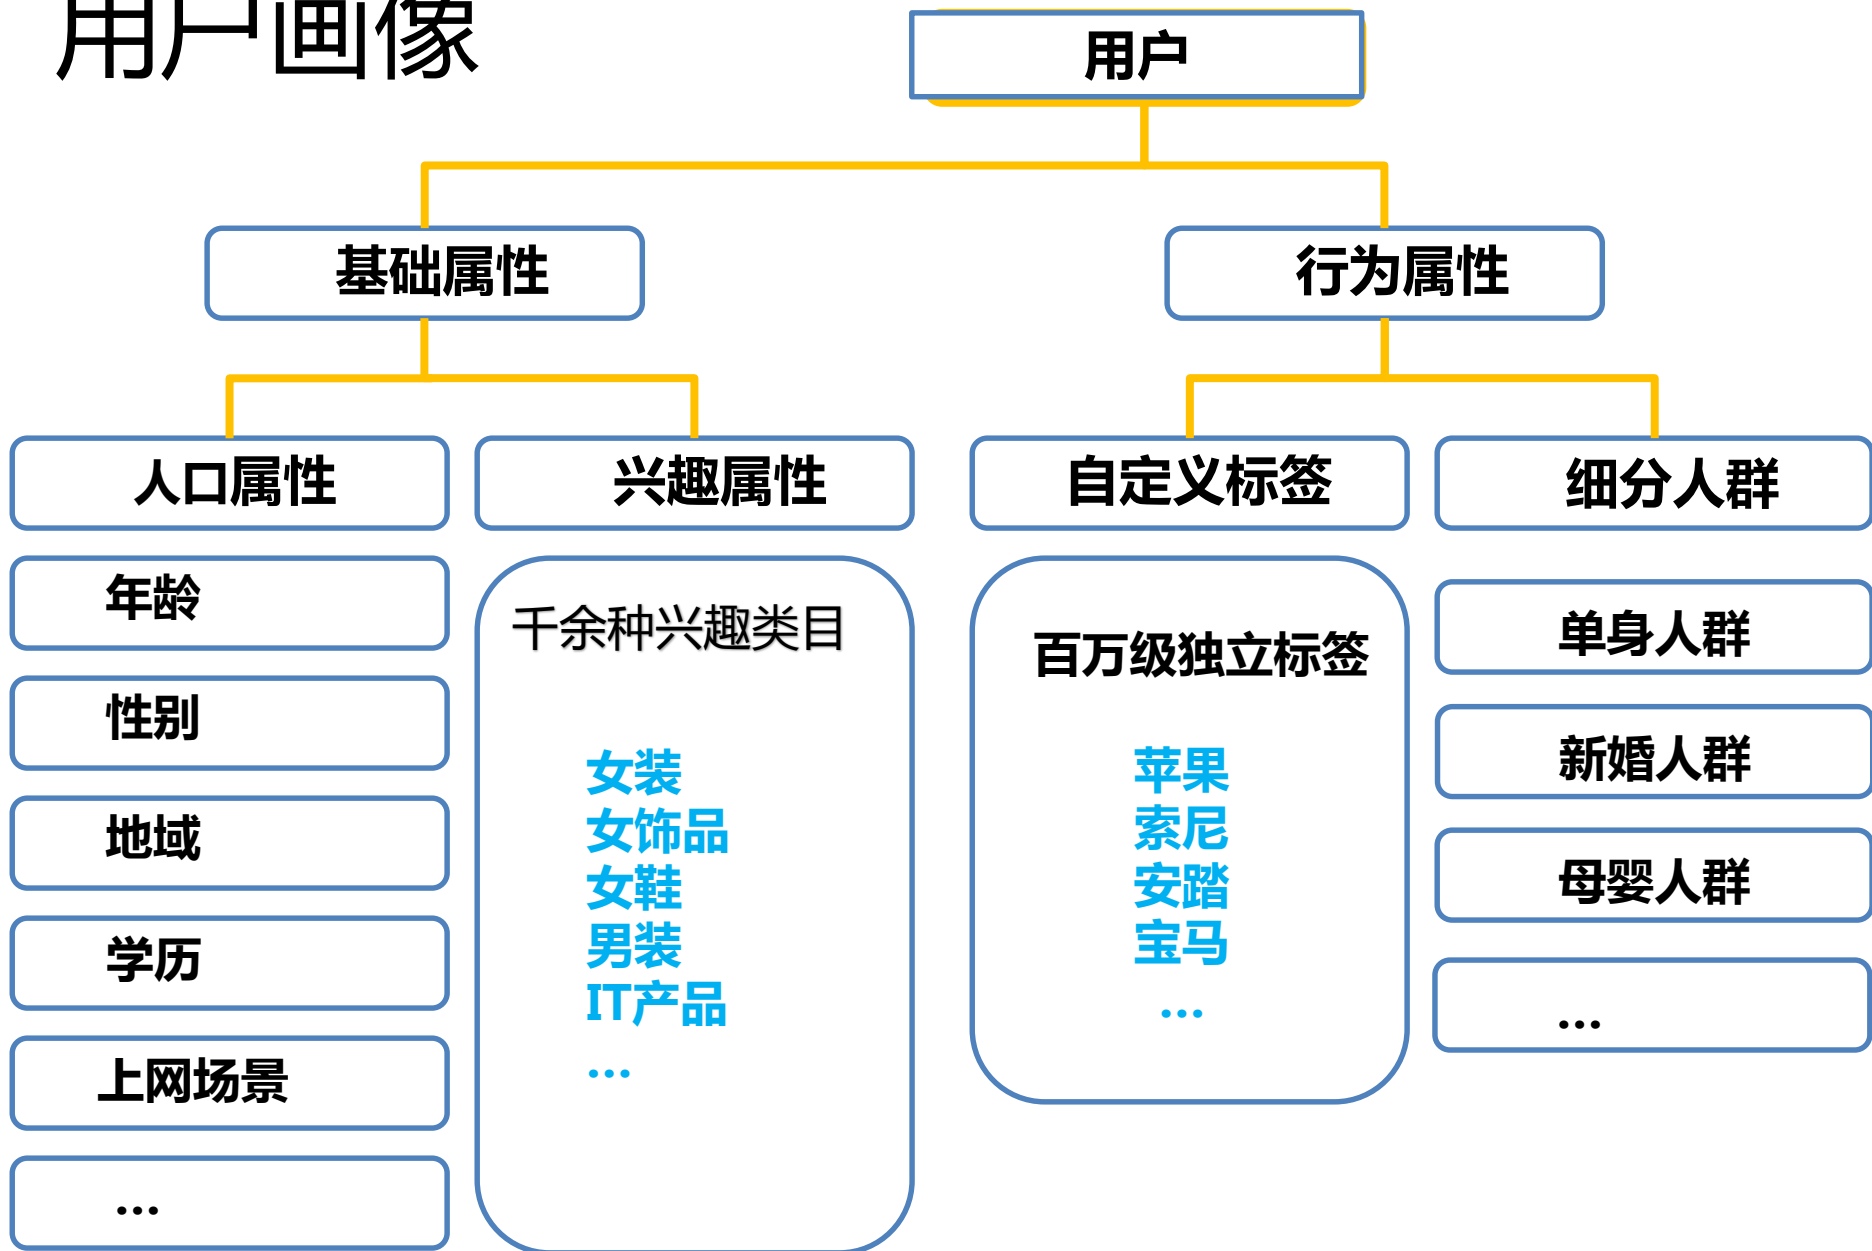 用户画像
用户
基础属性
行为属性
人口属性
兴趣属性
自定义标签
细分人群
年龄
性别
地域
学历
上网场景
...
千余种兴趣类目
女装
女饰品
女鞋
男装
IT产品
...
百万级独立标签
苹果
索尼
安踏
宝马
...
单身人群
新婚人群
母婴人群
...